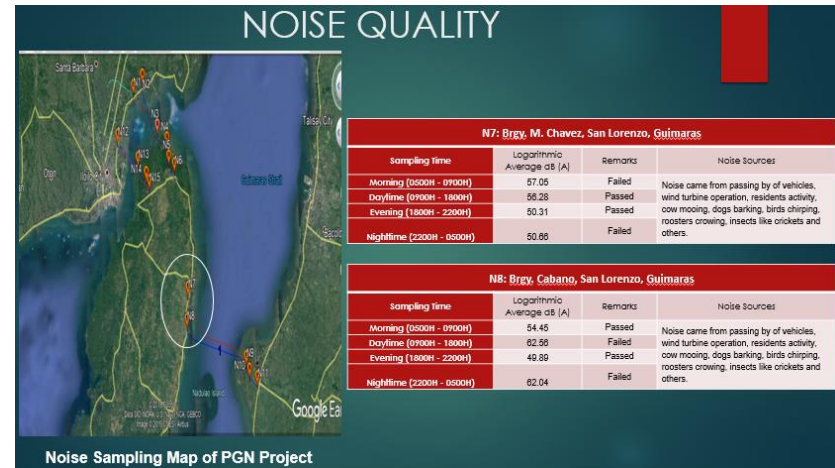 NOISE QUALITY
Santa Barbara
N1
N2
N3
N4
N12
N5
N13
N6
N14
N15
Talisay City
Oton
Iloilo City
Guimaras Strait
Bacolod
N7
N8
N9
N10
N11
Nadulao Island
Google Ea
Noise Sampling Map of PGN Project
N7: Brgy. M. Chavez, San Lorenzo, Guimaras
Sampling Time
Logarithmic
Average dB (A)
Remarks
Noise Sources
Morning (0500H - 0900H) 57.05 Failed
Daytime (0900H - 1800H) 56.28 Passed
Evening (1800H - 2200H) 50.31 Passed
Nighttime (2200H - 0500H) 50.66 Failed
Noise came from passing by of vehicles,
wind turbine operation, residents activity,
cow mooing, dogs barking, birds chirping,
roosters crowing, insects like crickets and
others.
N8: Brgy. Cabano, San Lorenzo, Guimaras
Sampling Time
Logarithmic
Average dB (A)
Remarks
Noise Sources
Morning (0500H - 0900H) 54.45 Passed
Daytime (0900H - 1800H) 62.56 Failed
Evening (1800H - 2200H) 49.89 Passed
Nighttime (2200H - 0500H) 62.04 Failed
Noise came from passing by of vehicles,
wind turbine operation, residents activity,
cow mooing, dogs barking, birds chirping,
roosters crowing, insects like crickets and
others.